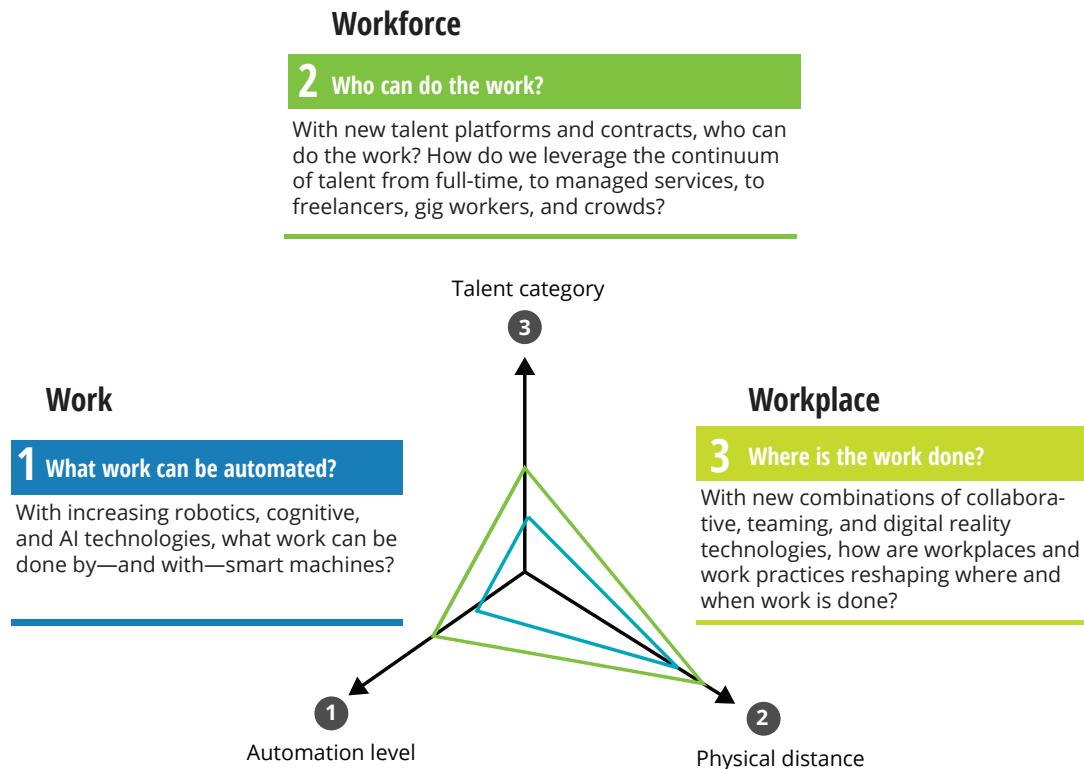 Workforce
2 Who can do the work?
With new talent platforms and contracts, who can
do the work? How do we leverage the continuum
of talent from full-time, to managed services, to
freelancers, gig workers, and crowds?
Talent category
3
Work
1 What work can be automated?
With increasing robotics, cognitive,
and AI technologies, what work can be
done by—and with—smart machines?
Workplace
3 Where is the work done?
With new combinations of collabora-
tive, teaming, and digital reality
technologies, how are workplaces and
work practices reshaping where and
when work is done?
1
Automation level
2
Physical distance